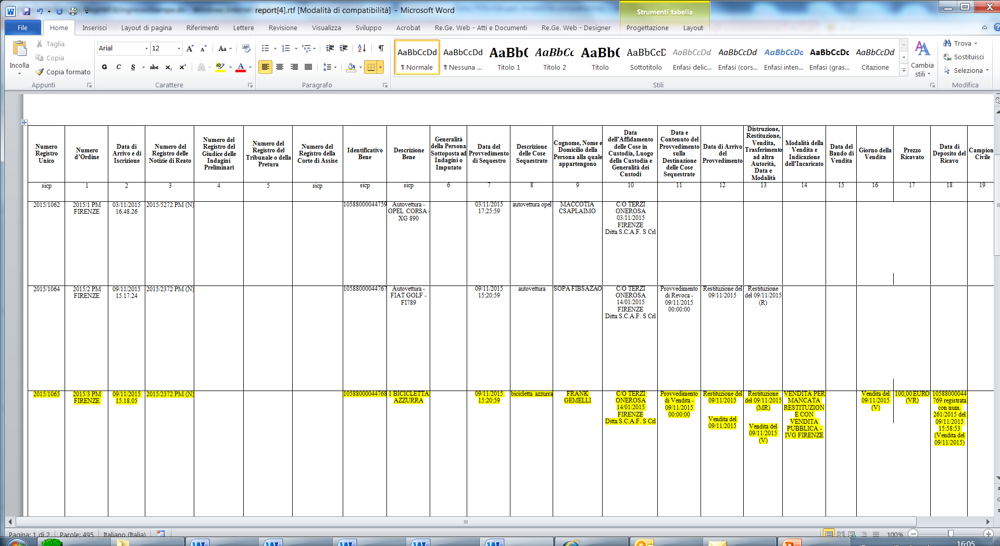 report[4].rtf [Modalità di compatibilità] - Microsoft Word
Strumenti tabella
File Home Inserisci Layout di pagina Riferimenti Lettere Revisione Visualizza Sviluppo Acrobat Re.Ge. Web - Atti e Documenti Re.Ge. Web - Designer Progettazione Layout
Incolla
Taglia
Copia
Copia formato
Appunti
Arial 12
G C S abc x₂ x²
Carattere
Paragrafo
AaBbCcDd AaBbCcDd AaBbC AaBbCc AaBbC AaBbCcD AaBbCcDd AaBbCcDd AaBbCcDd AaBbCcDc AaBbCcDd
¶ Normale ¶ Nessuna ... Titolo 1 Titolo 2 Titolo Sottotitolo Enfasi delic... Enfasi (cors... Enfasi inten... Enfasi (gras... Citazione
Stili
Cambia
stili
Trova
Sostituisci
Seleziona
Modifica
Numero
Registro
Unico
Numero
d'Ordine
Data di
Arrivo e di
Iscrizione
Numero del
Registro delle
Notizie di Reato
Numero del
Registro del
Giudice delle
Indagini
Preliminari
Numero del
Registro del
Tribunale o della
Pretura
Numero del
Registro della
Corte di Assise
Identificativo
Bene
Descrizione
Bene
Generalità
della Persona
Sottoposta ad
Indagini o
Imputato
Data del
Provvedimento
di Sequestro
Descrizione
delle Cose
Sequestrate
Cognome, Nome e
Domicilio della
Persona alla quale
appartengono
Data
dell'Affidamento
delle Cose in
Custodia, Luogo
della Custodia e
Generalità dei
Custodi
Data e
Contenuto del
Provvedimento
sulla
Destinazione
delle Cose
Sequestrate
Data di Arrivo
del
Provvedimento
Distruzione,
Restituzione,
Vendita,
Trasferimento
ad altra
Autorità,
Data e
Modalità
Modalità della
Vendita e
Indicazione
dell'Incaricato
Data del
Bando di
Vendita
Giorno della
Vendita
Prezzo
Ricavato
Data di
Deposito del
Ricavo
Campion
Civile
sicp 1 2 3 4 5 sicp sicp sicp 6 7 8 9 10 11 12 13 14 15 16 17 18 19
2015/1062
2015/1 PM
FIRENZE
03/11/2015
16.48.26
2015/5272 PM (N)
10588000044759
Autovettura -
OPEL CORSA -
XG 890
03/11/2015
17:25:59
autovettura opel
MACCOTIA
CSAPLAIMO
C/O TERZI
ONEROSA
03/11/2015
FIRENZE
Ditta S.C.A.F. S Crl
2015/1064
2015/2 PM
FIRENZE
09/11/2015
15.17.24
2015/2372 PM (N)
10588000044767
Autovettura -
FIAT GOLF -
FI789
09/11/2015
15:20:59
autovettura
SOPA FIBSAZAO
C/O TERZI
ONEROSA
14/01/2015
FIRENZE
Ditta S.C.A.F. S Crl
Provvedimento
di Revoca -
09/11/2015
00:00:00
Restituzione del
09/11/2015
Restituzione
del 09/11/2015
(R)
2015/1065
2015/3 PM
FIRENZE
09/11/2015
15.18.05
2015/2372 PM (N)
10588000044768
1 BICICLETTA
AZZURRA
09/11/2015
15:20:59
bicicletta azzurra
FRANK
GEMELLI
C/O TERZI
ONEROSA
14/01/2015
FIRENZE
Ditta S.C.A.F. S Crl
Provvedimento
di Vendita -
09/11/2015
00:00:00
Restituzione del
09/11/2015
Vendita del
09/11/2015
Restituzione
del 09/11/2015
(MR)
Vendita del
09/11/2015
(V)
VENDITA PER
MANCATA
RESTITUZION
E CON
VENDITA
PUBBLICA -
IVG FIRENZE
Vendita del
09/11/2015
(V)
100,00 EURO
(VR)
10588000044
769 registrata
con num.
261/2015 del
09/11/2015
15:58:53
(Vendita del
09/11/2015)
Pagina: 1 di 2 Parole: 495 Italiano (Italia) 100%
16:05